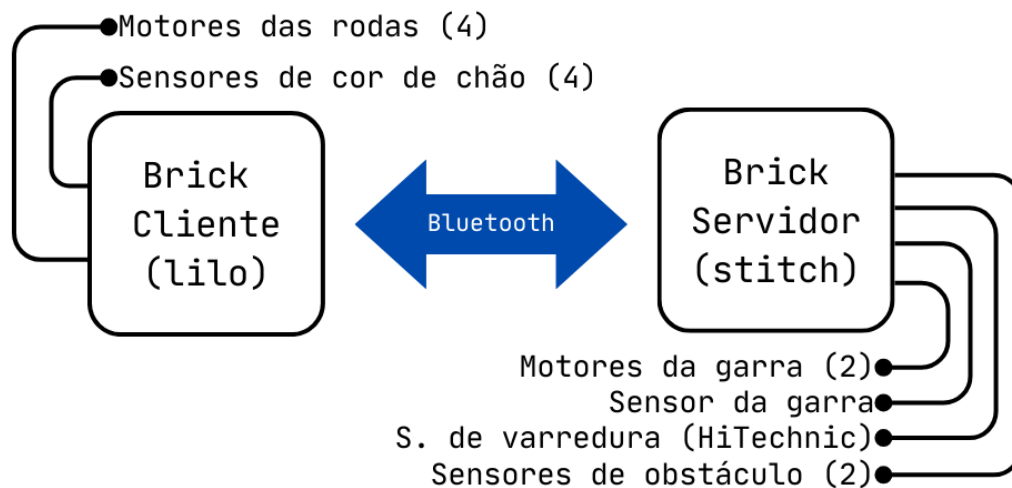 Motores das rodas (4)
Sensores de cor de chão (4)
Brick
Cliente
(lilo)
Bluetooth
Brick
Servidor
(stitch)
Motores da garra (2)
Sensor da garra
S. de varredura (HiTechnic)
Sensores de obstáculo (2)